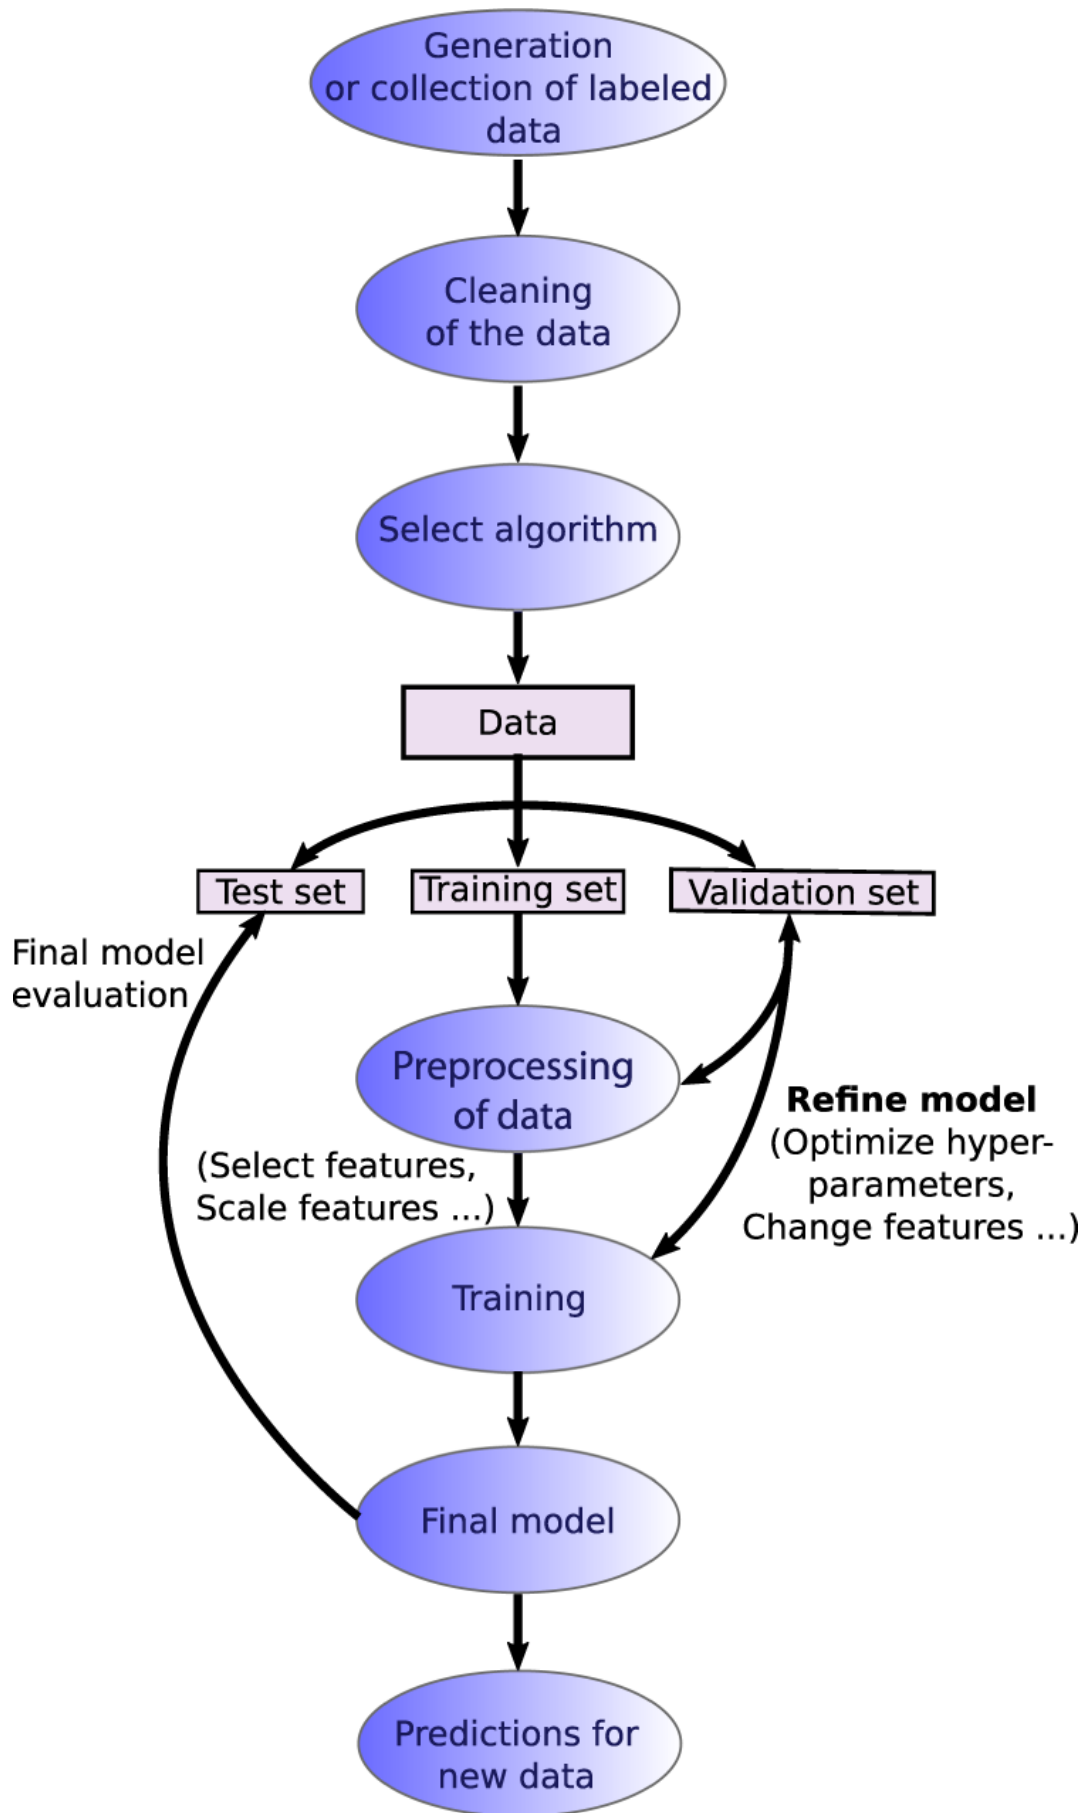 Generation
or collection of labeled
data
Cleaning
of the data
Select algorithm
Data
Test set
Training set
Validation set
Final model
evaluation
Preprocessing
of data
Refine model
(Optimize hyper-
parameters,
Change features ...)
(Select features,
Scale features ...)
Training
Final model
Predictions for
new data